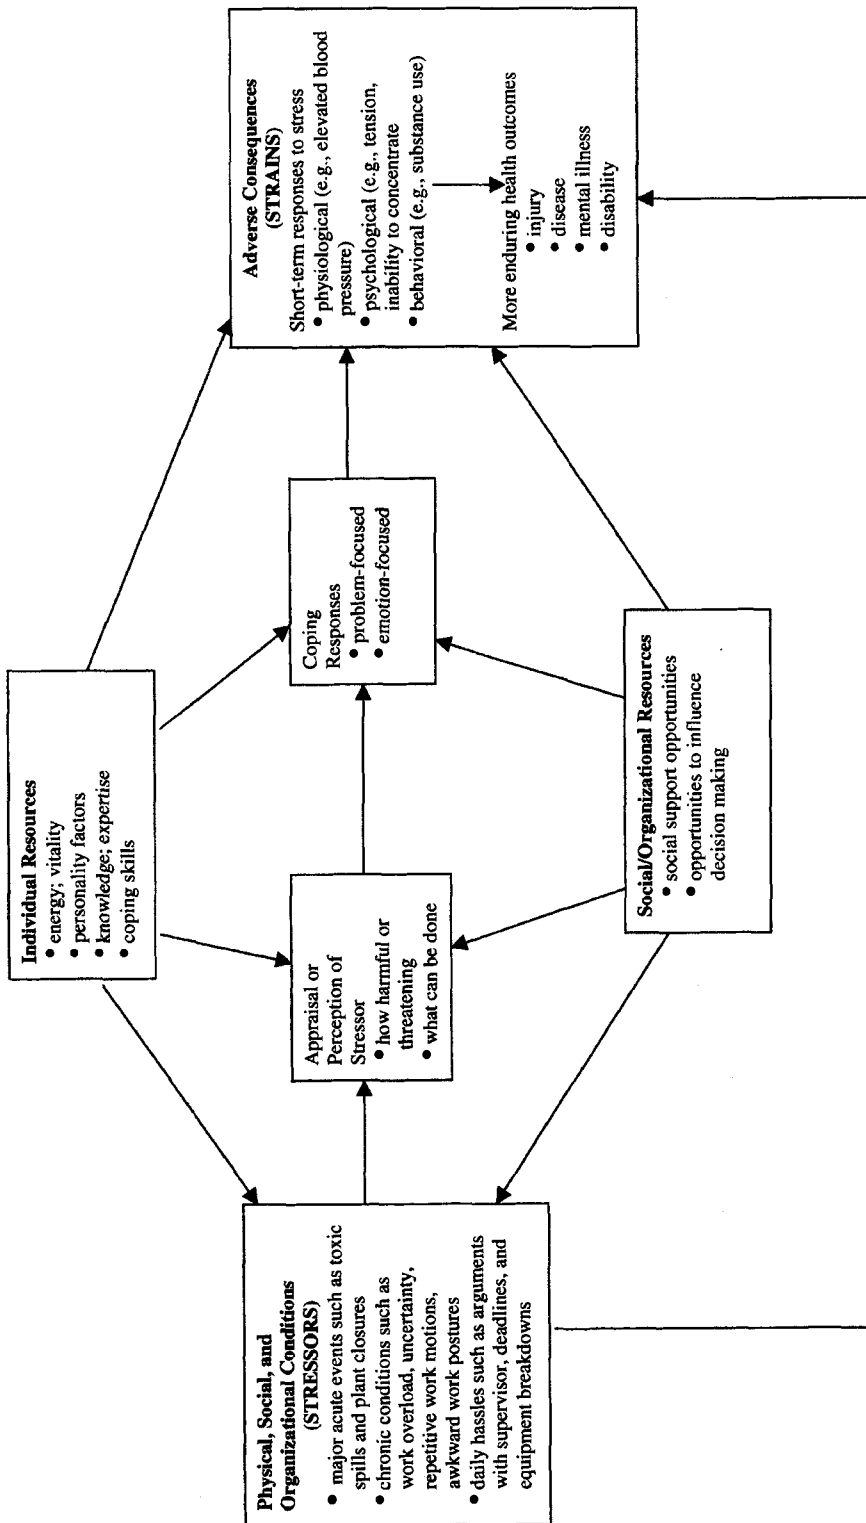 Physical, Social, and
Organizational Conditions
(STRESSORS)
● major acute events such as toxic
spills and plant closures
● chronic conditions such as
work overload, uncertainty,
repetitive work motions,
awkward work postures
● daily hassles such as arguments
with supervisor, deadlines, and
equipment breakdowns
Individual Resources
● energy; vitality
● personality factors
● knowledge; expertise
● coping skills
Appraisal or
Perception of
Stressor
● how harmful or
threatening
● what can be done
Coping
Responses
● problem-focused
● emotion-focused
Social/Organizational Resources
● social support opportunities
● opportunities to influence
decision making
Adverse Consequences
(STRAINS)
Short-term responses to stress
● physiological (e.g., elevated blood
pressure)
● psychological (e.g., tension,
inability to concentrate
● behavioral (e.g., substance use)
More enduring health outcomes
● injury
● disease
● mental illness
● disability